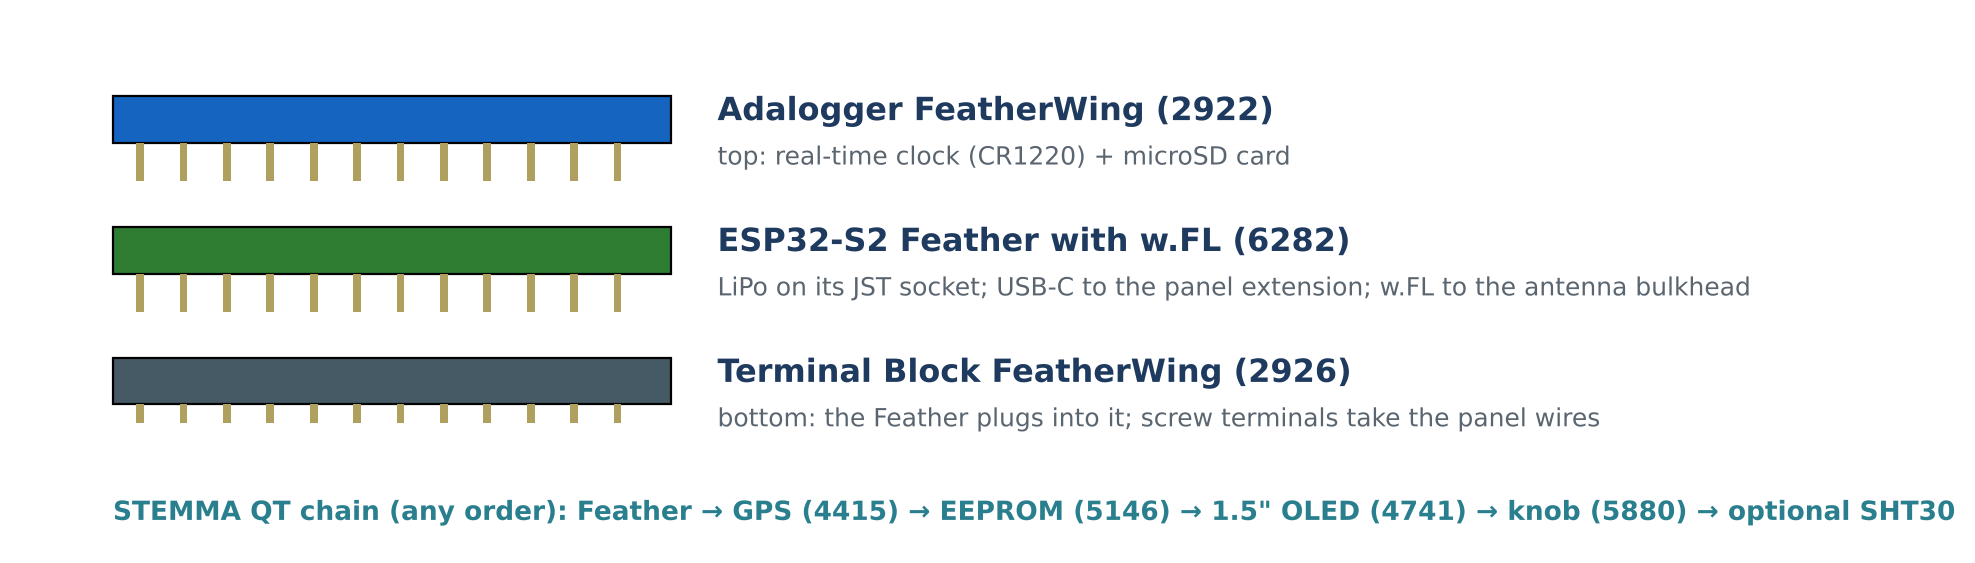 Adalogger FeatherWing (2922)
top: real-time clock (CR1220) + microSD card
ESP32-S2 Feather with w.FL (6282)
LiPo on its JST socket; USB-C to the panel extension; w.FL to the antenna bulkhead
Terminal Block FeatherWing (2926)
bottom: the Feather plugs into it; screw terminals take the panel wires
STEMMA QT chain (any order): Feather → GPS (4415) → EEPROM (5146) → 1.5" OLED (4741) → knob (5880) → optional SHT30